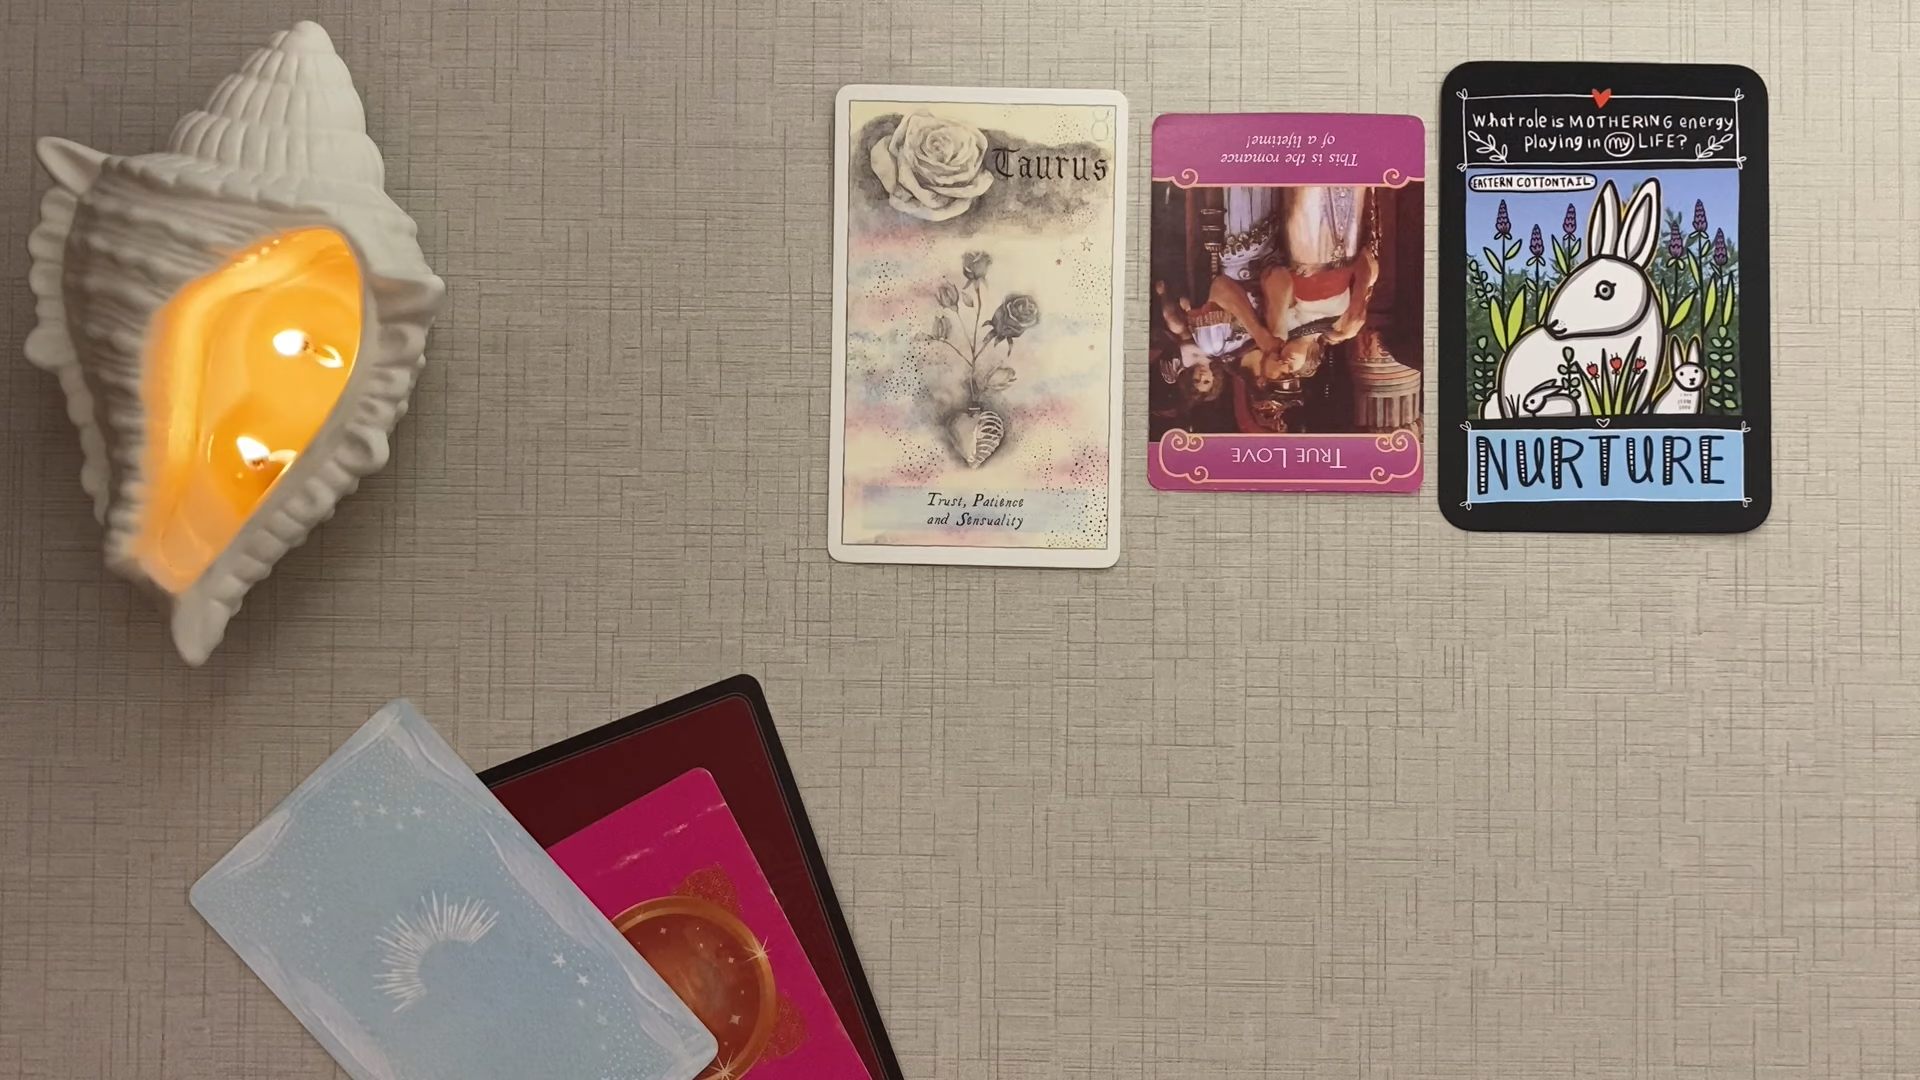 Taurus
Trust, Patience
and Sensuality
This is the romance
of a lifetime!
TRUE LOVE
What role is MOTHERING energy
playing in my LIFE?
EASTERN COTTONTAIL
NURTURE